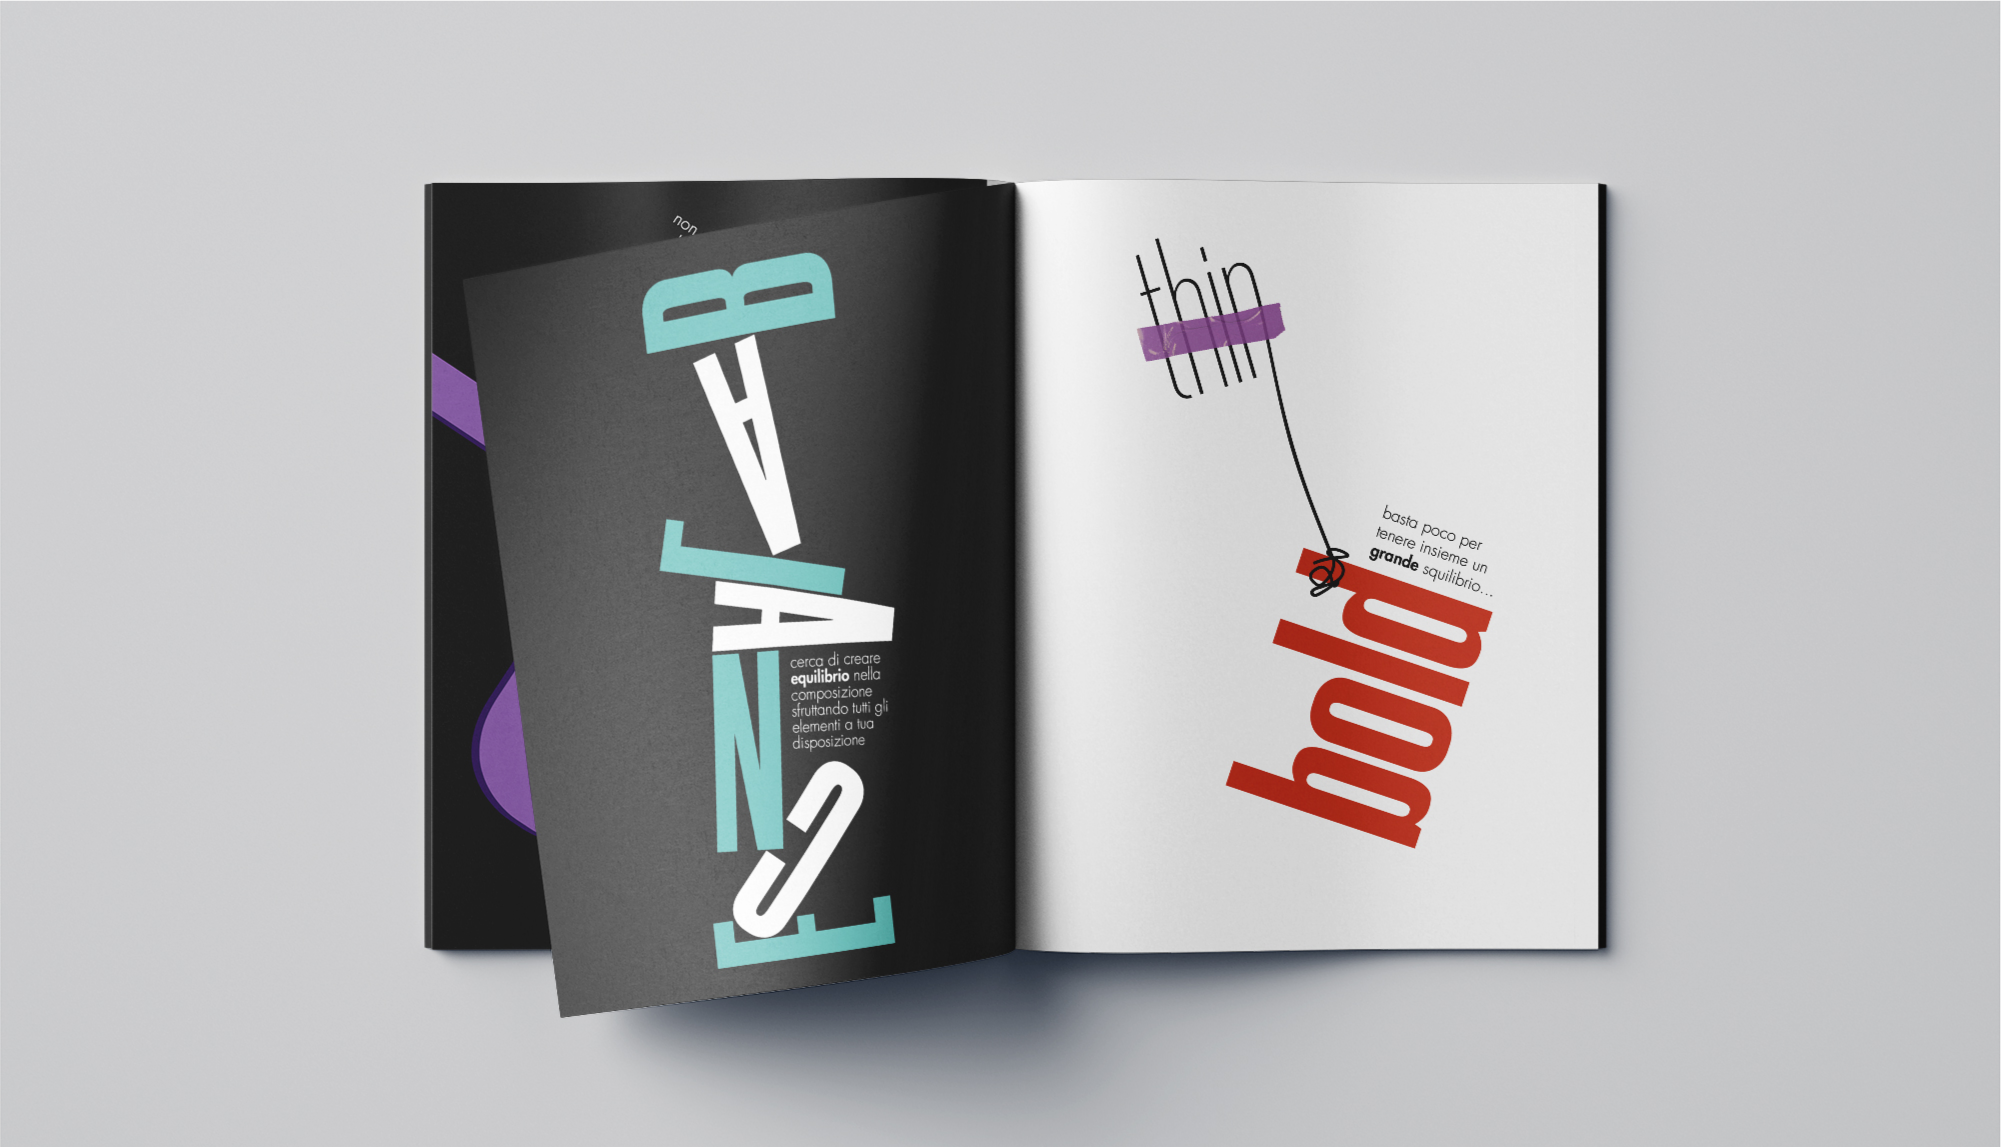 non
BALANCE
cerca di creare
equilibrio nella
composizione
sfruttando tutti gli
elementi a tua
disposizione
thin
basta poco per
tenere insieme un
grande squilibrio...
bold